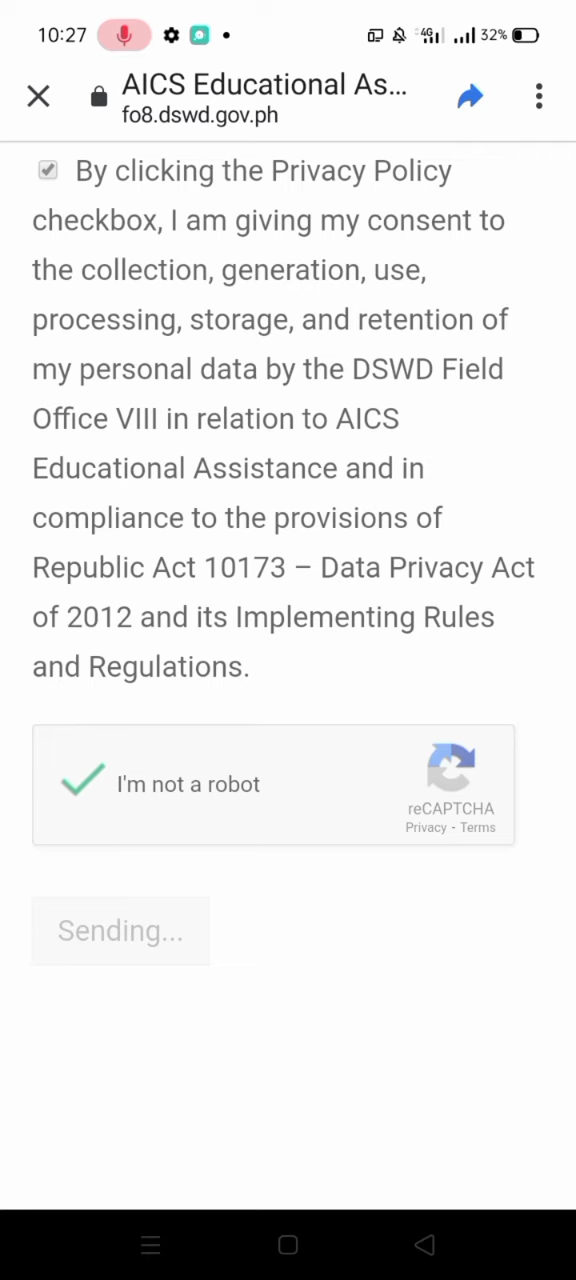 10:27
4G
32%
AICS Educational As...
fo8.dswd.gov.ph
By clicking the Privacy Policy
checkbox, I am giving my consent to
the collection, generation, use,
processing, storage, and retention of
my personal data by the DSWD Field
Office VIII in relation to AICS
Educational Assistance and in
compliance to the provisions of
Republic Act 10173 – Data Privacy Act
of 2012 and its Implementing Rules
and Regulations.
I'm not a robot
reCAPTCHA
Privacy - Terms
Sending...